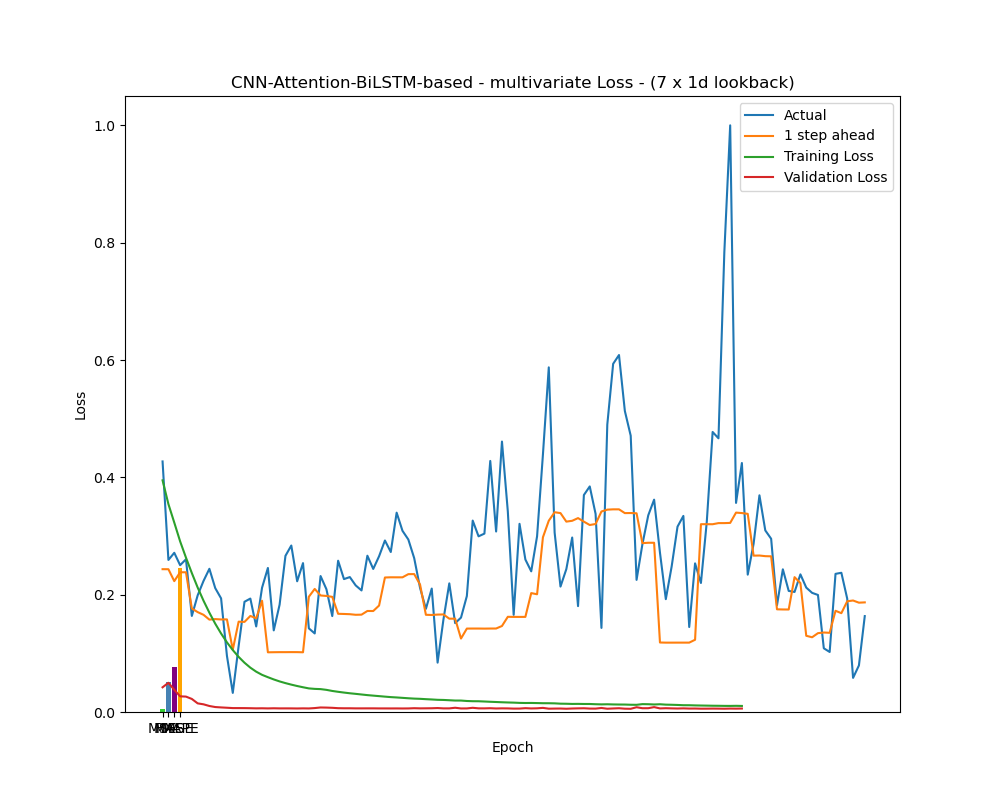 CNN-Attention-BiLSTM-based - multivariate Loss - (7 x 1d lookback)
Actual
1 step ahead
Training Loss
Validation Loss
1.0
0.8
0.6
0.4
0.2
0.0
Loss
Epoch